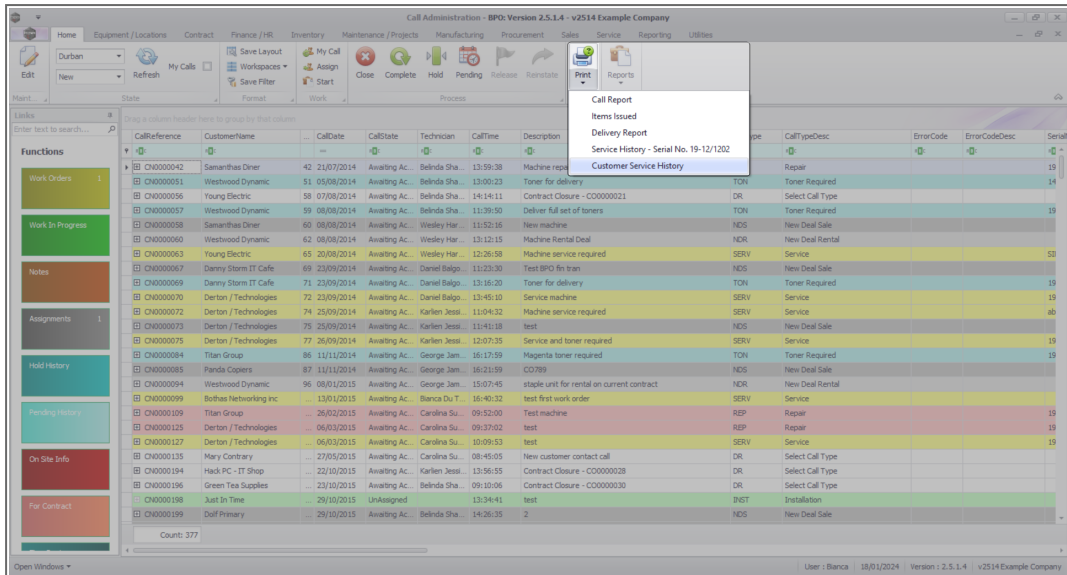 Call Administration - BPO: Version 2.5.1.4 - v2514 Example Company
Home Equipment / Locations Contract Finance / HR Inventory Maintenance / Projects Manufacturing Procurement Sales Service Reporting Utilities
Edit Durban New Refresh My Calls Save Layout Workspaces Save Filter My Call Assign Start Close Complete Hold Pending Release Reinstate Print Reports
Maint... State Format Work Process
Call Report
Items Issued
Delivery Report
Service History - Serial No. 19-12/1202
Customer Service History
Links
Enter text to search...
Functions
Work Orders 1
Work In Progress
Notes
Assignments 1
Hold History
Pending History
On Site Info
For Contract
Drag a column header here to group by that column
CallReference CustomerName ... CallDate CallState Technician CallTime Description CallTypeDesc ErrorCode ErrorCodeDesc
CN0000042 Samanthas Diner 42 21/07/2014 Awaiting Ac... Belinda Sha... 13:59:38 Machine repa Repair 19
CN0000051 Westwood Dynamic 51 05/08/2014 Awaiting Ac... Belinda Sha... 13:00:23 Toner for delivery TON Toner Required 14
CN0000056 Young Electric 58 07/08/2014 Awaiting Ac... Belinda Sha... 14:14:11 Contract Closure - CO0000021 DR Select Call Type
CN0000057 Westwood Dynamic 59 08/08/2014 Awaiting Ac... Belinda Sha... 11:39:50 Deliver full set of toners TON Toner Required 19
CN0000058 Samanthas Diner 60 08/08/2014 Awaiting Ac... Wesley Har... 11:52:16 New machine NDS New Deal Sale
CN0000060 Westwood Dynamic 62 08/08/2014 Awaiting Ac... Wesley Har... 13:12:15 Machine Rental Deal NDR New Deal Rental
CN0000063 Young Electric 65 20/08/2014 Awaiting Ac... Wesley Har... 12:26:58 Machine service required SERV Service
CN0000067 Danny Storm IT Cafe 69 23/09/2014 Awaiting Ac... Daniel Balgo... 11:23:30 Test BPO fin tran NDS New Deal Sale
CN0000069 Danny Storm IT Cafe 71 23/09/2014 Awaiting Ac... Daniel Balgo... 13:16:20 Toner for delivery TON Toner Required 19
CN0000070 Derton / Technologies 72 23/09/2014 Awaiting Ac... Daniel Balgo... 13:45:10 Service machine SERV Service 19
CN0000072 Derton / Technologies 74 25/09/2014 Awaiting Ac... Karlien Jessi... 11:04:32 Machine service required SERV Service ab
CN0000073 Derton / Technologies 75 25/09/2014 Awaiting Ac... Karlien Jessi... 11:41:18 test NDS New Deal Sale
CN0000075 Derton / Technologies 77 26/09/2014 Awaiting Ac... Karlien Jessi... 12:07:35 Service and toner required SERV Service 19
CN0000084 Titan Group 86 11/11/2014 Awaiting Ac... George Jam... 16:17:59 Magenta toner required TON Toner Required 19
CN0000085 Panda Copiers 87 11/11/2014 Awaiting Ac... George Jam... 16:21:59 CO789 NDS New Deal Sale
CN0000094 Westwood Dynamic 96 08/01/2015 Awaiting Ac... George Jam... 15:07:45 staple unit for rental on current contract NDR New Deal Rental
CN0000099 Bothas Networking inc ... 13/01/2015 Awaiting Ac... Bianca Du T... 16:40:32 test first work order SERV Service
CN0000109 Titan Group ... 26/02/2015 Awaiting Ac... Carolina Su... 09:52:00 Test machine REP Repair 19
CN0000125 Derton / Technologies ... 06/03/2015 Awaiting Ac... Carolina Su... 09:37:02 test REP Repair 19
CN0000127 Derton / Technologies ... 06/03/2015 Awaiting Ac... Carolina Su... 10:09:53 test SERV Service 19
CN0000135 Mary Contrary ... 27/05/2015 Awaiting Ac... Carolina Su... 08:45:05 New customer contact call DR Select Call Type
CN0000194 Hack PC - IT Shop ... 22/10/2015 Awaiting Ac... Karlien Jessi... 13:56:55 Contract Closure - CO0000028 DR Select Call Type
CN0000196 Green Tea Supplies ... 23/10/2015 Awaiting Ac... Belinda Sha... 09:10:06 Contract Closure - CO0000030 DR Select Call Type
CN0000198 Just In Time ... 29/10/2015 UnAssigned 13:34:41 test INST Installation
CN0000199 Dolf Primary ... 29/10/2015 Awaiting Ac... Belinda Sha... 14:26:35 2 NDS New Deal Sale
Count: 377
Open Windows User : Bianca 18/01/2024 Version : 2.5.1.4 v2514 Example Company